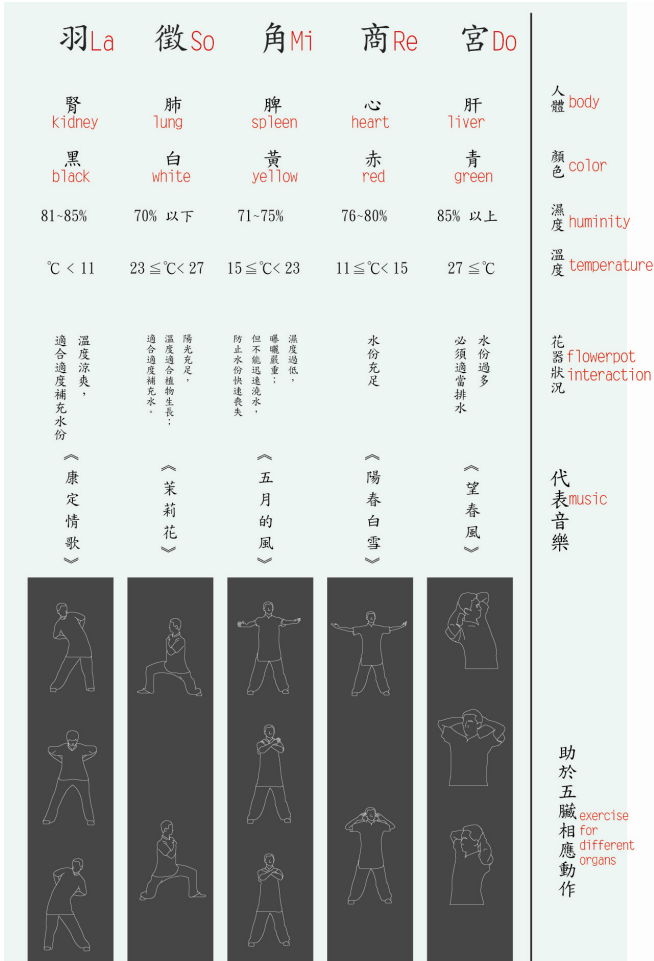 羽La 徵So 角Mi 商Re 宮Do
人體 body
腎 肺 脾 心 肝
kidney lung spleen heart liver
顏色 color
黑 白 黃 赤 青
black white yellow red green
濕度 huminity
81~85% 70% 以下 71~75% 76~80% 85% 以上
溫度 temperature
℃ < 11 23 ≦℃< 27 15 ≦℃< 23 11 ≦℃< 15 27 ≦℃
花器狀況
flowerpot
interaction
水份過多
必須適當排水
水份充足
濕度過低，
曝曬嚴重；
但不能迅速澆水，
防止水份快速喪失
陽光充足，
溫度適合植物生長；
適合適度補充水。
溫度涼爽，
適合適度補充水份
代表音樂 music
《望春風》
《陽春白雪》
《五月的風》
《茉莉花》
《康定情歌》
助於五臟相應動作
exercise
for
different
organs